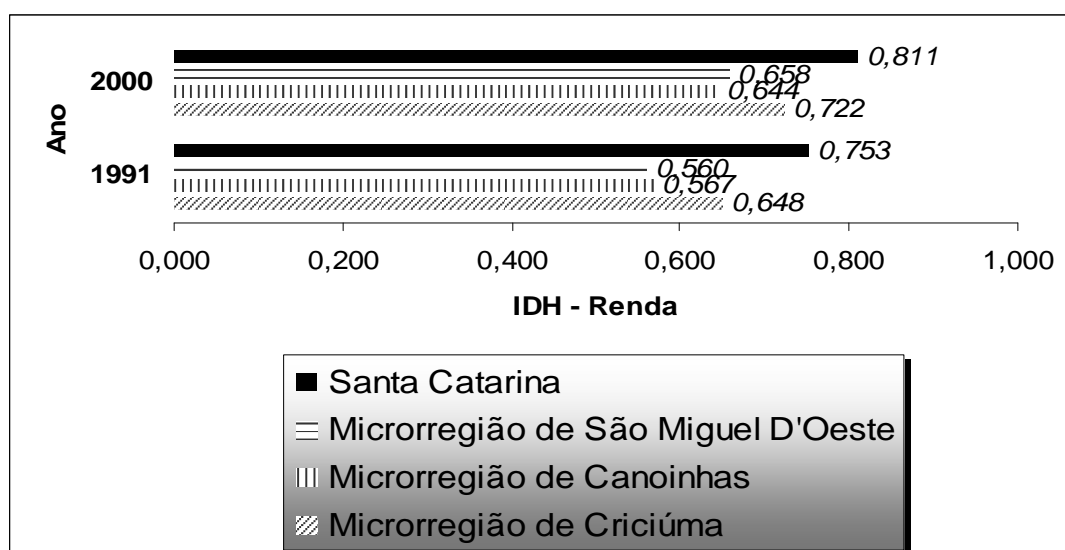 0,811
2000
0,658
0,644
0,722
Ano
0,753
1991
0,560
0,567
0,648
0,000 0,200 0,400 0,600 0,800 1,000
IDH - Renda
Santa Catarina
Microrregião de São Miguel D'Oeste
Microrregião de Canoinhas
Microrregião de Criciúma